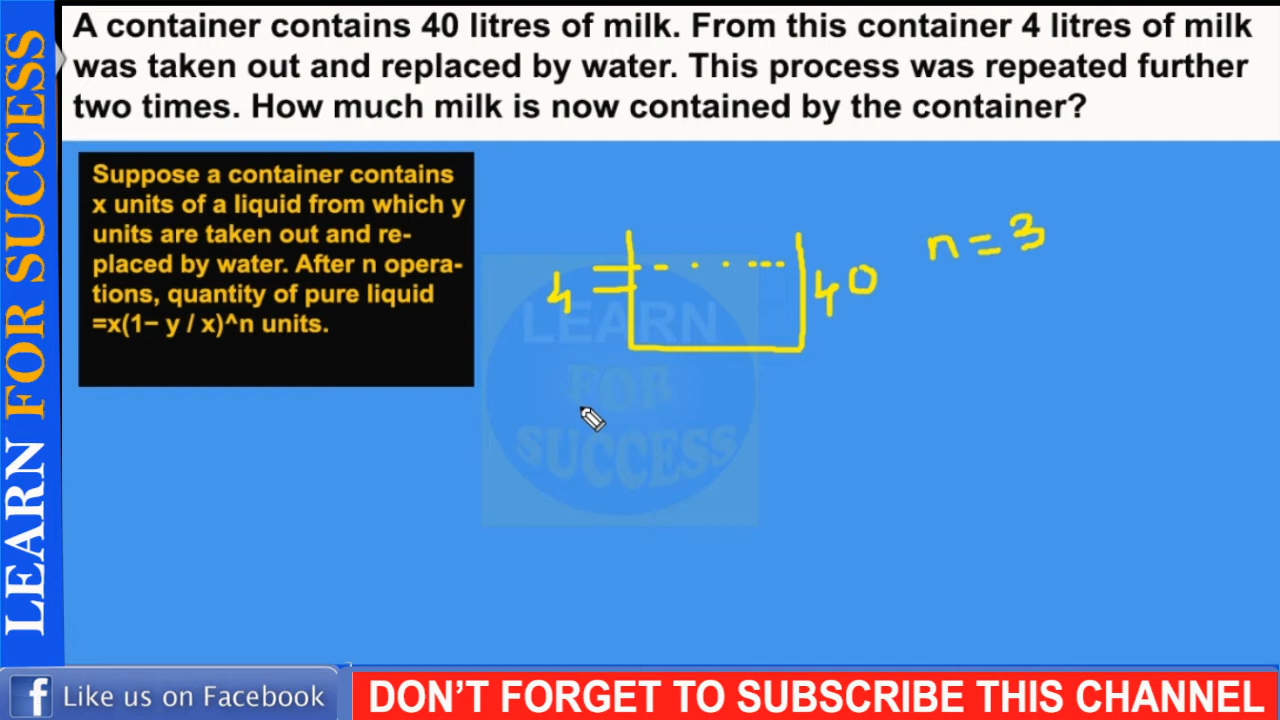 LEARN FOR SUCCESS
A container contains 40 litres of milk. From this container 4 litres of milk
was taken out and replaced by water. This process was repeated further
two times. How much milk is now contained by the container?
Suppose a container contains
x units of a liquid from which y
units are taken out and re-
placed by water. After n opera-
tions, quantity of pure liquid
=x(1− y / x)^n units.
4
40
n=3
LEARN
FOR
SUCCESS
f Like us on Facebook
DON'T FORGET TO SUBSCRIBE THIS CHANNEL